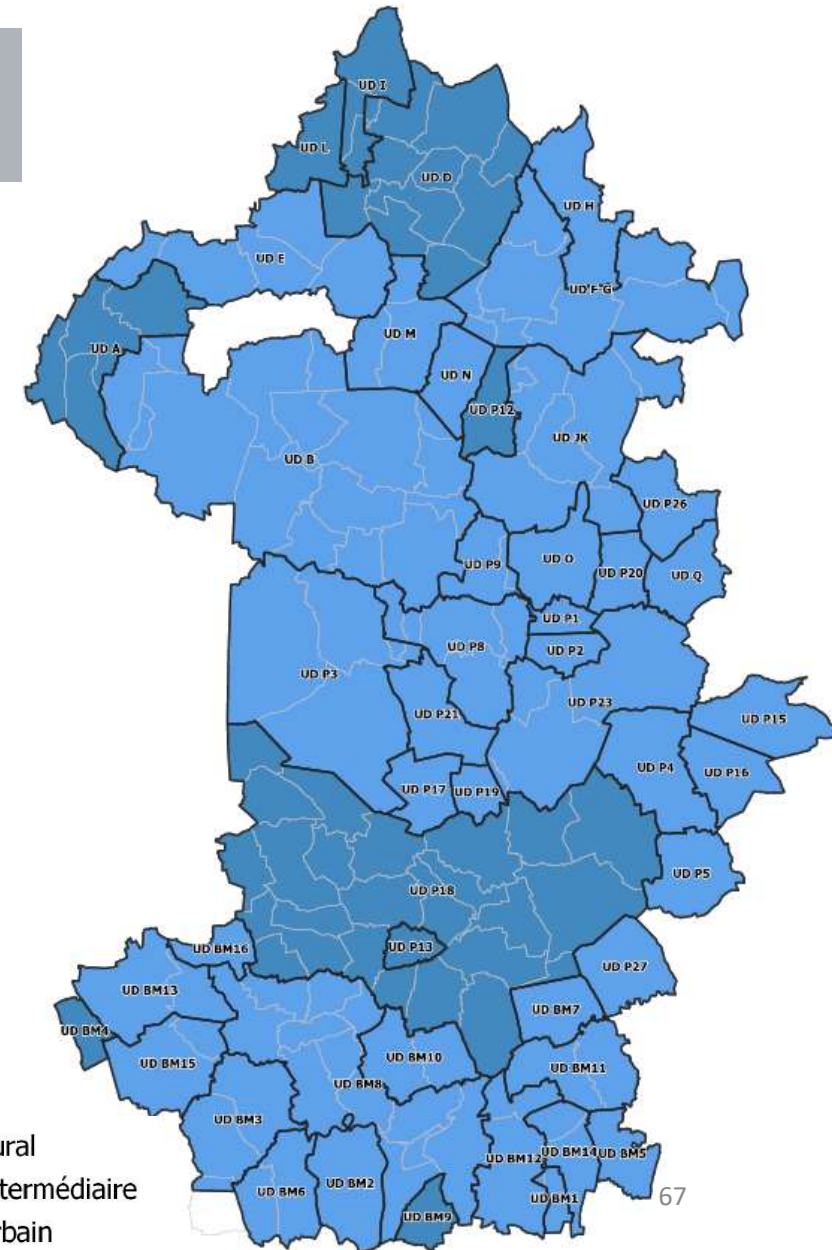 UD I
UD L
UD D
UD H
UD E
UD F-G
UD M
UD A
UD N
UD P12
UD JK
UD B
UD P26
UD P9
UD O
UD P20
UD Q
UD P1
UD P8
UD P2
UD P3
UD P23
UD P21
UD P15
UD P4
UD P16
UD P17
UD P19
UD P5
UD P18
UD P13
UD BM16
UD P27
UD BM13
UD BM7
UD BM4
UD BM10
UD BM15
UD BM11
UD BM8
UD BM3
UD BM12
UD BM14
UD BM5
UD BM2
UD BM6
UD BM1
UD BM9
ural
termédiaire
bain
67